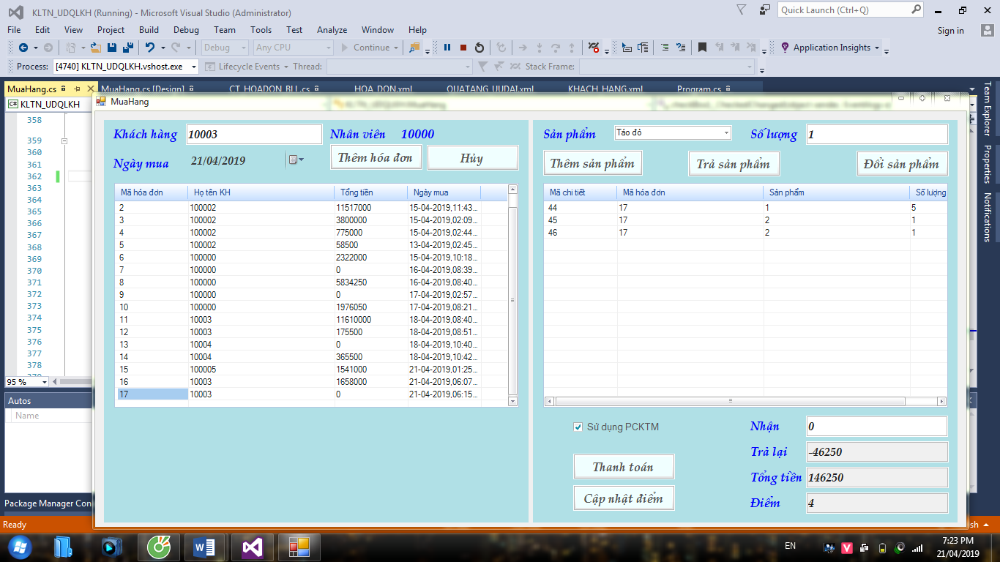 KLTN_UDQLKH (Running) - Microsoft Visual Studio (Administrator)
Quick Launch (Ctrl+Q)
File Edit View Project Build Debug Team Tools Test Analyze Window Help
Sign in
Debug Any CPU Continue Application Insights
Process: [4740] KLTN_UDQLKH.vshost.exe Lifecycle Events Thread: Stack Frame:
MuaHang.cs MuaHang.cs [Design] CT_HOADON_BLL.cs HOA_DON.xml QUATANG_UUDAI.xml KHACH_HANG.xml Program.cs
C# KLTN_UDQLKH
MuaHang
Team Explorer
Properties
Notifications
358
359
360
361
362
363
364
365
366
367
368
369
370
371
372
373
374
375
376
377
378
95 %
Autos
Name
Package Manager Con
Ready
Khách hàng 10003 Nhân viên 10000
Ngày mua 21/04/2019 Thêm hóa đơn Hủy
Mã hóa đơn Họ tên KH Tổng tiền Ngày mua
2 100002 11517000 15-04-2019,11:43...
3 100002 3800000 15-04-2019,02:09...
4 100002 775000 15-04-2019,02:44...
5 100002 58500 13-04-2019,02:45...
6 100000 2322000 15-04-2019,10:18...
7 100000 0 16-04-2019,08:39...
8 100000 5834250 16-04-2019,08:40...
9 100000 0 17-04-2019,02:57...
10 100000 1976050 17-04-2019,08:21...
11 10003 11610000 18-04-2019,08:40...
12 10003 175500 18-04-2019,08:51...
13 10004 0 18-04-2019,10:40...
14 10004 365500 18-04-2019,10:42...
15 100005 1541000 21-04-2019,01:25...
16 10003 1658000 21-04-2019,06:07...
17 10003 0 21-04-2019,06:15...
Sản phẩm Táo đỏ Số lượng 1
Thêm sản phẩm Trả sản phẩm Đổi sản phẩm
Mã chi tiết Mã hóa đơn Sản phẩm Số lượng
44 17 1 5
45 17 2 1
46 17 2 1
Sử dụng PCKTM
Thanh toán
Cập nhật điểm
Nhận 0
Trả lại -46250
Tổng tiền 146250
Điểm 4
EN
7:23 PM
21/04/2019